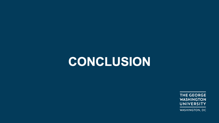 CONCLUSION
THE GEORGE
WASHINGTON
UNIVERSITY
WASHINGTON, DC